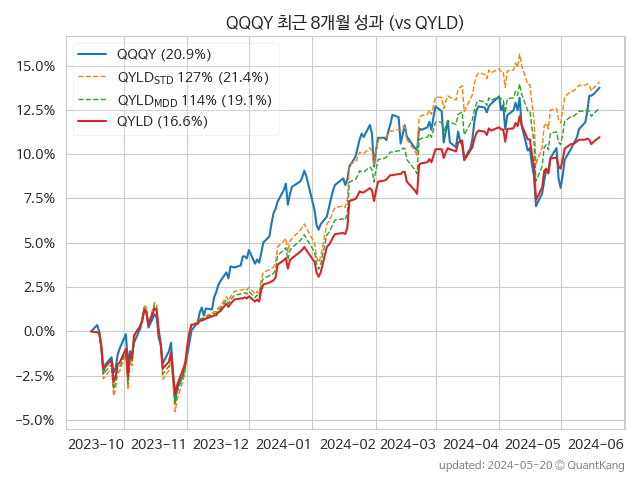 QQQY 최근 8개월 성과 (vs QYLD)
QQQY (20.9%)
QYLD_STD 127% (21.4%)
QYLD_MDD 114% (19.1%)
QYLD (16.6%)
15.0%
12.5%
10.0%
7.5%
5.0%
2.5%
0.0%
−2.5%
−5.0%
2023-10 2023-11 2023-12 2024-01 2024-02 2024-03 2024-04 2024-05 2024-06
updated: 2024-05-20 © QuantKang